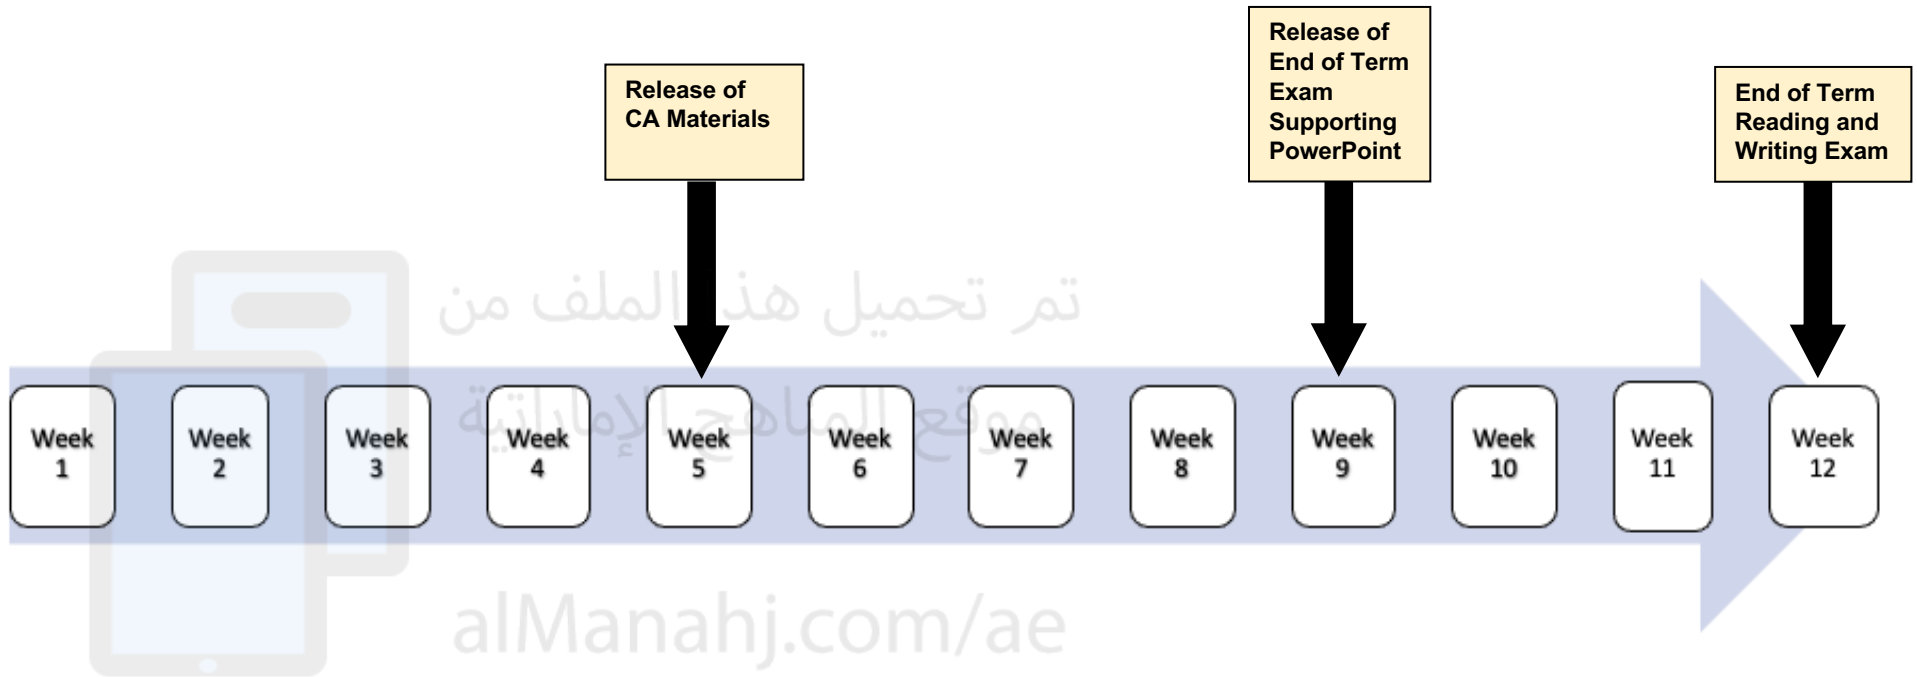 Release of
CA Materials
Release of
End of Term
Exam
Supporting
PowerPoint
End of Term
Reading and
Writing Exam
تم تحميل هذا الملف من
موقع المناهج الإماراتية
Week
1
Week
2
Week
3
Week
4
Week
5
Week
6
Week
7
Week
8
Week
9
Week
10
Week
11
Week
12
alManahj.com/ae